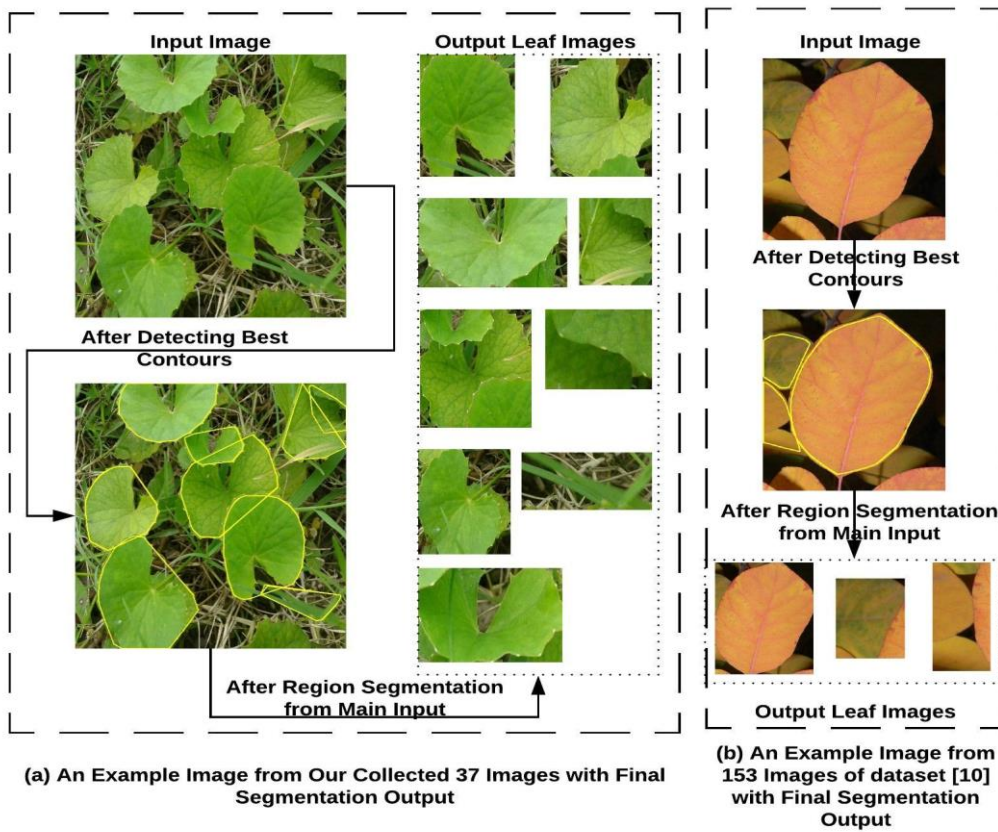 Input Image
Output Leaf Images
After Detecting Best
Contours
After Region Segmentation
from Main Input
(a) An Example Image from Our Collected 37 Images with Final
Segmentation Output
Input Image
After Detecting Best
Contours
After Region Segmentation
from Main Input
Output Leaf Images
(b) An Example Image from
153 Images of dataset [10]
with Final Segmentation
Output